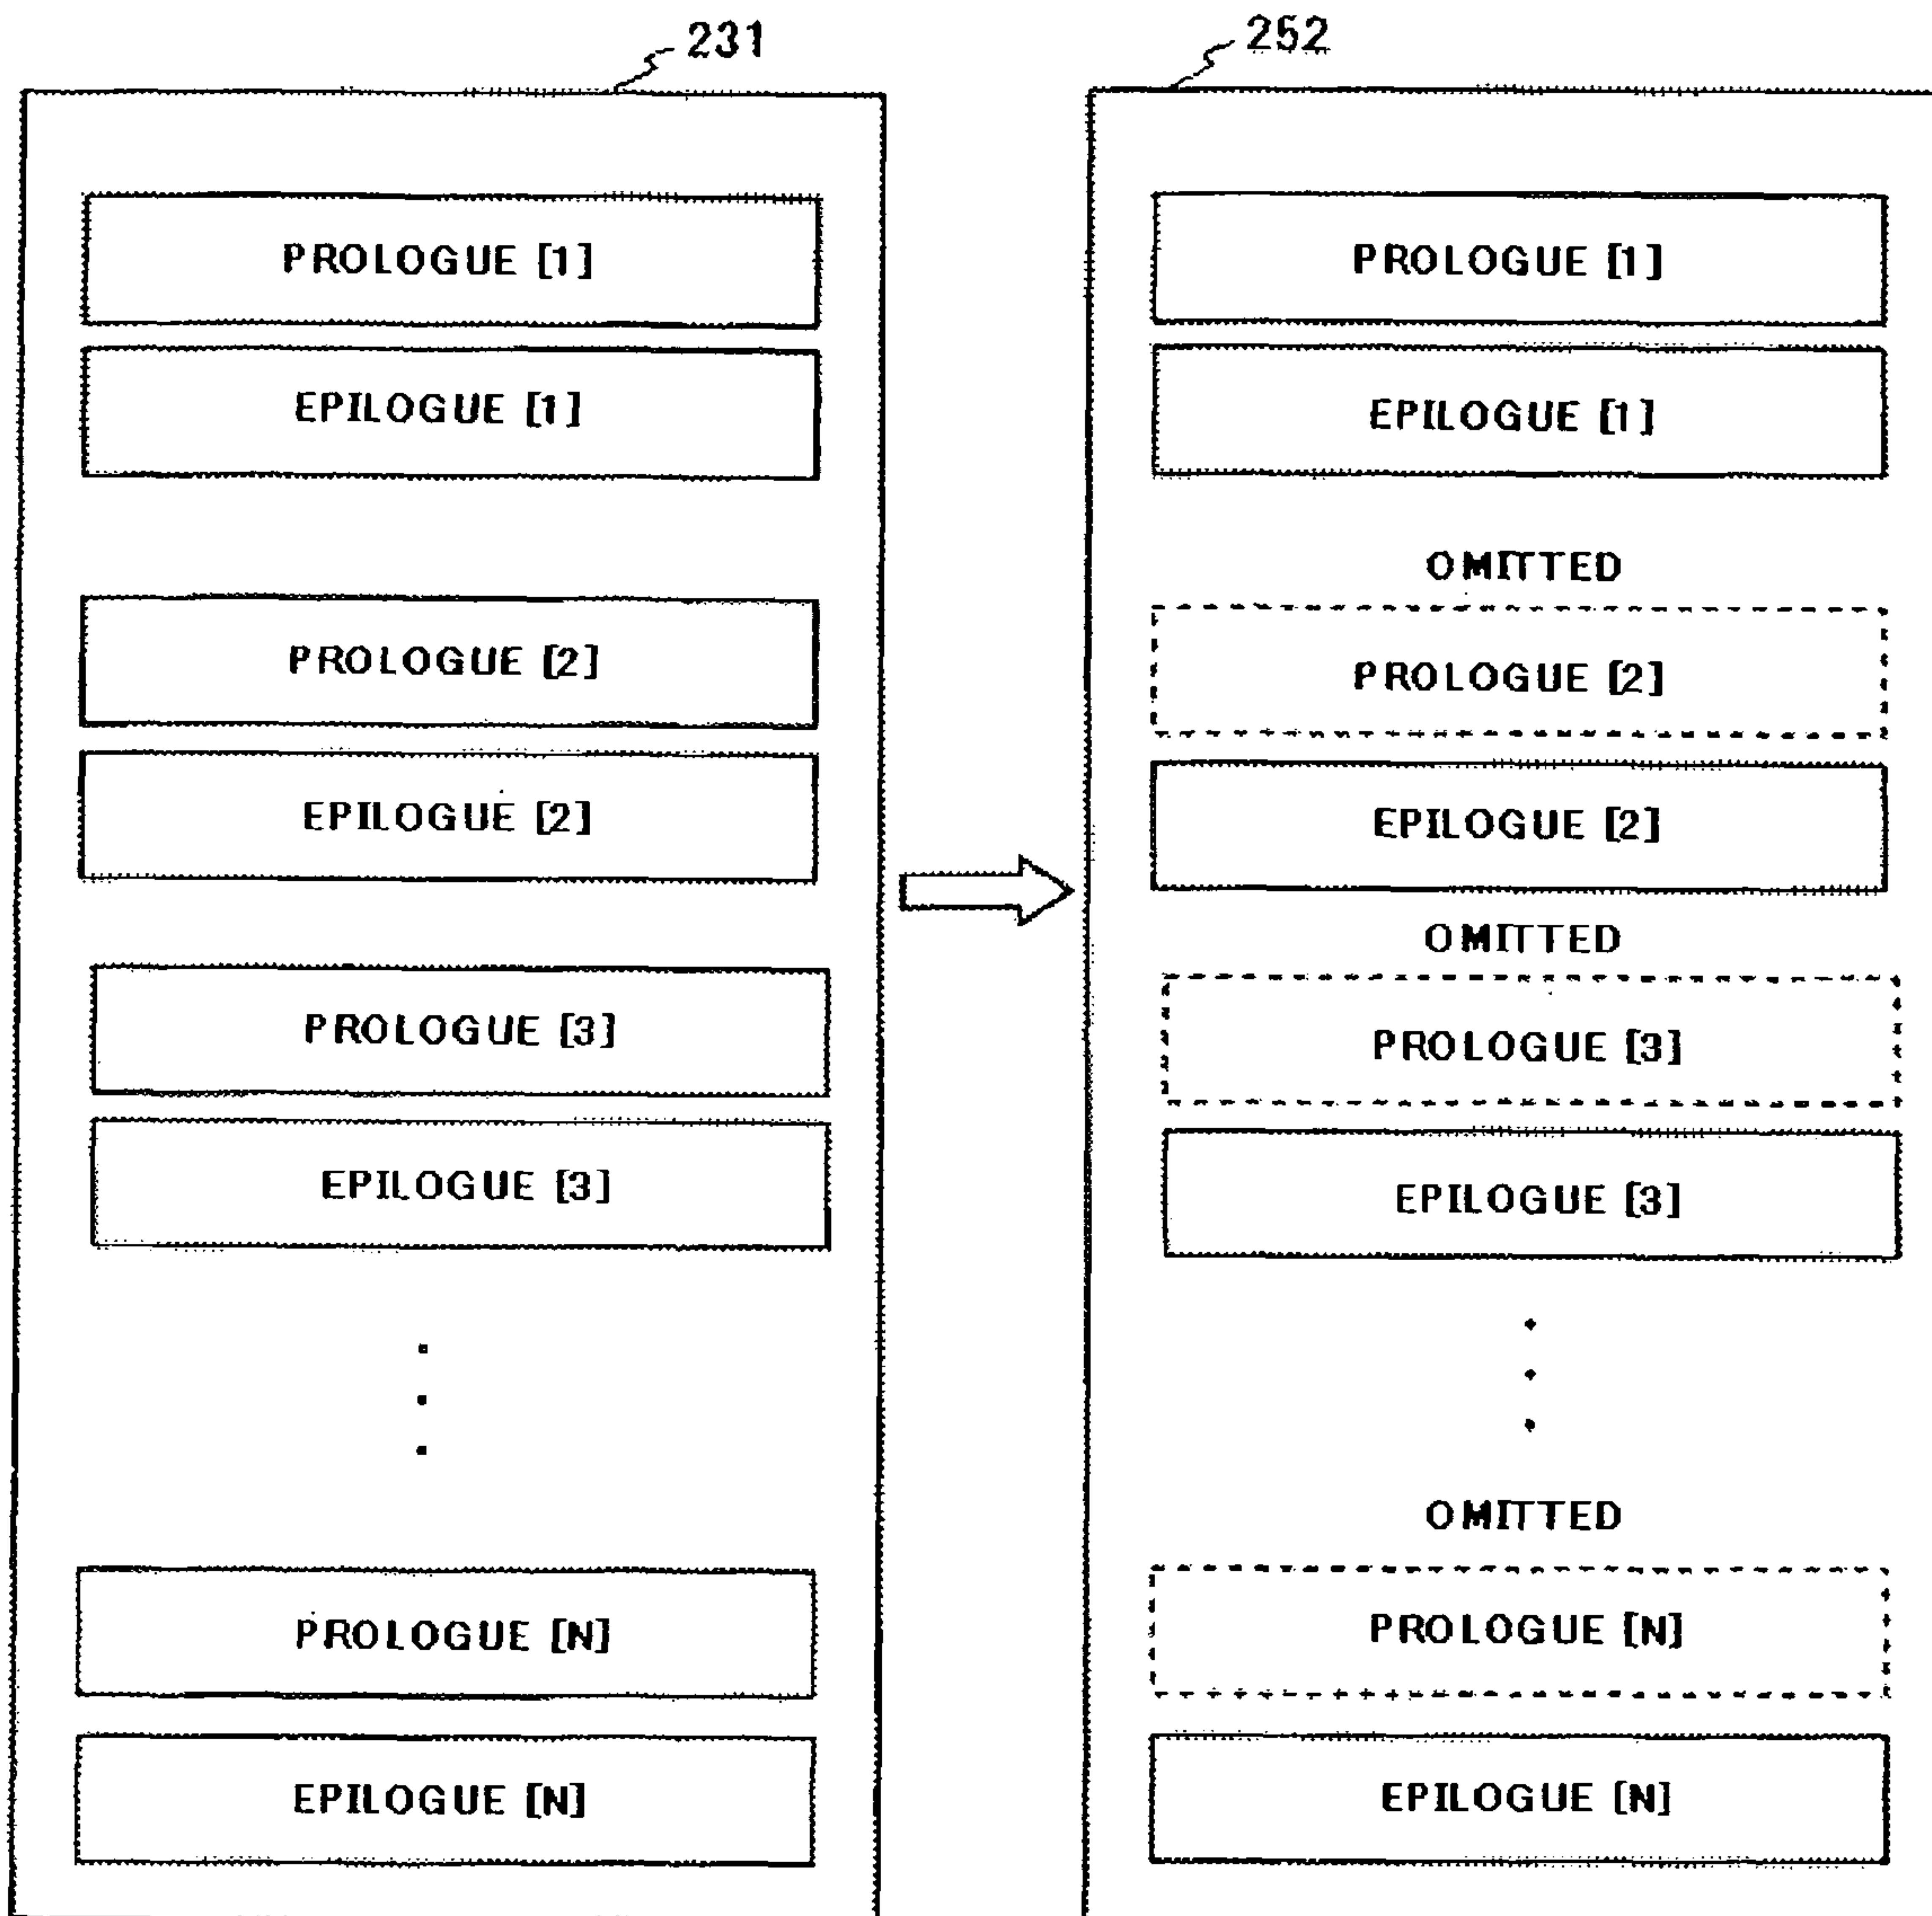 231
PROLOGUE [1]
EPILOGUE [1]
PROLOGUE [2]
EPILOGUE [2]
PROLOGUE [3]
EPILOGUE [3]
PROLOGUE [N]
EPILOGUE [N]
252
PROLOGUE [1]
EPILOGUE [1]
OMITTED
PROLOGUE [2]
EPILOGUE [2]
OMITTED
PROLOGUE [3]
EPILOGUE [3]
OMITTED
PROLOGUE [N]
EPILOGUE [N]